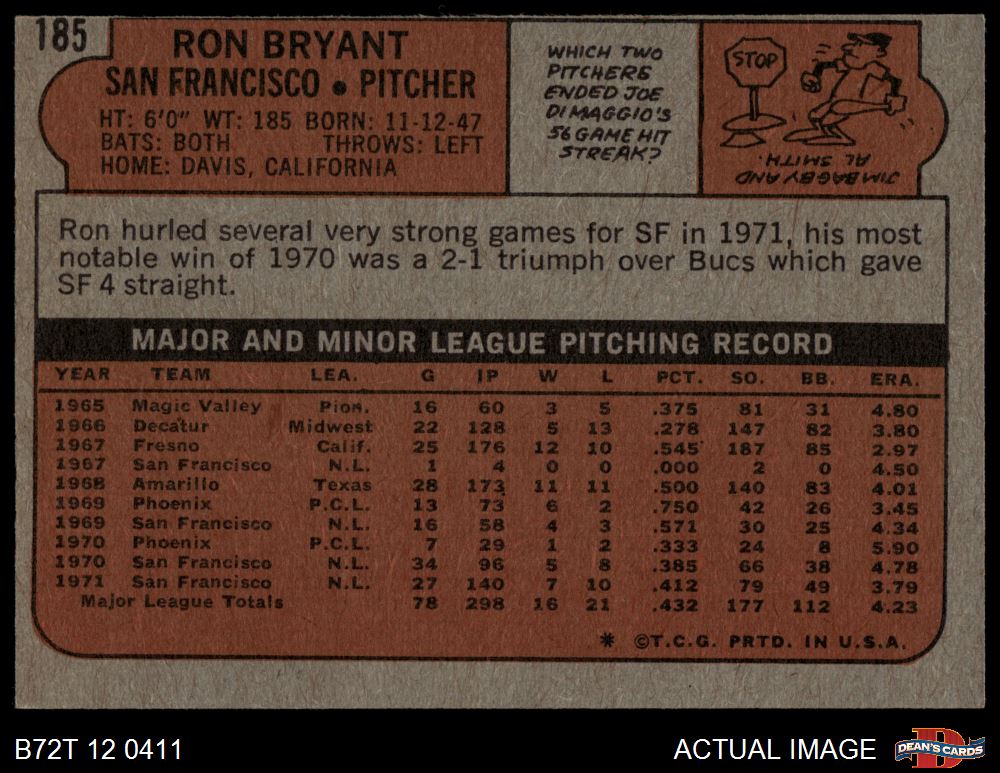 185
RON BRYANT
SAN FRANCISCO • PITCHER
HT: 6'0" WT: 185 BORN: 11-12-47
BATS: BOTH THROWS: LEFT
HOME: DAVIS, CALIFORNIA
WHICH TWO
PITCHERS
ENDED JOE
DI MAGGIO'S
56 GAME HIT
STREAK?
STOP
JIM BAGBY AND
AL SMITH.
Ron hurled several very strong games for SF in 1971, his most
notable win of 1970 was a 2-1 triumph over Bucs which gave
SF 4 straight.
MAJOR AND MINOR LEAGUE PITCHING RECORD
YEAR TEAM LEA. G IP W L PCT. SO. BB. ERA.
1965 Magic Valley Pion. 16 60 3 5 .375 81 31 4.80
1966 Decatur Midwest 22 128 5 13 .278 147 82 3.80
1967 Fresno Calif. 25 176 12 10 .545 187 85 2.97
1967 San Francisco N.L. 1 4 0 0 .000 2 0 4.50
1968 Amarillo Texas 28 173 11 11 .500 140 83 4.01
1969 Phoenix P.C.L. 13 73 6 2 .750 42 26 3.45
1969 San Francisco N.L. 16 58 4 3 .571 30 25 4.34
1970 Phoenix P.C.L. 7 29 1 2 .333 24 8 5.90
1970 San Francisco N.L. 34 96 5 8 .385 66 38 4.78
1971 San Francisco N.L. 27 140 7 10 .412 79 49 3.79
Major League Totals 78 298 16 21 .432 177 112 4.23
* ©T.C.G. PRTD. IN U.S.A.
B72T 12 0411
ACTUAL IMAGE
D
DEAN'S CARDS